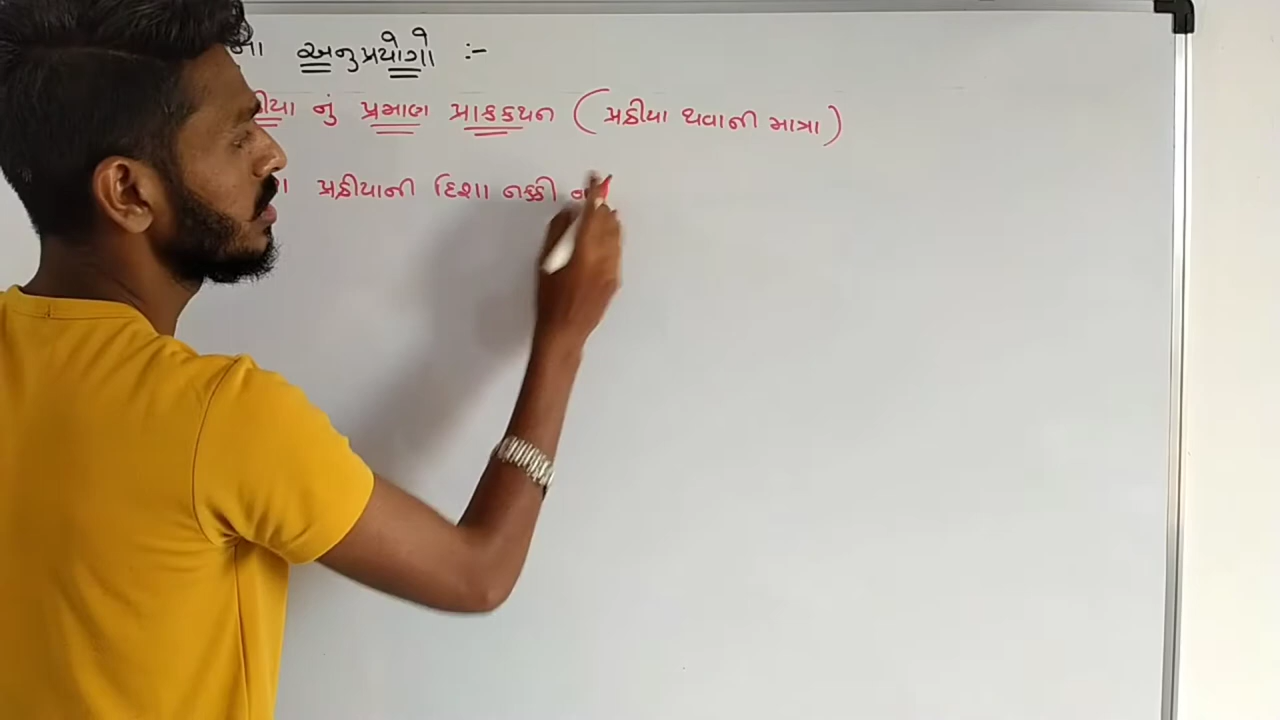 અનુપ્રયોગો :-
નું પ્રમાણ પ્રાકકથન (પ્રક્રીયા થવાની માત્રા)
પ્રક્રીયાની દિશા નક્કી